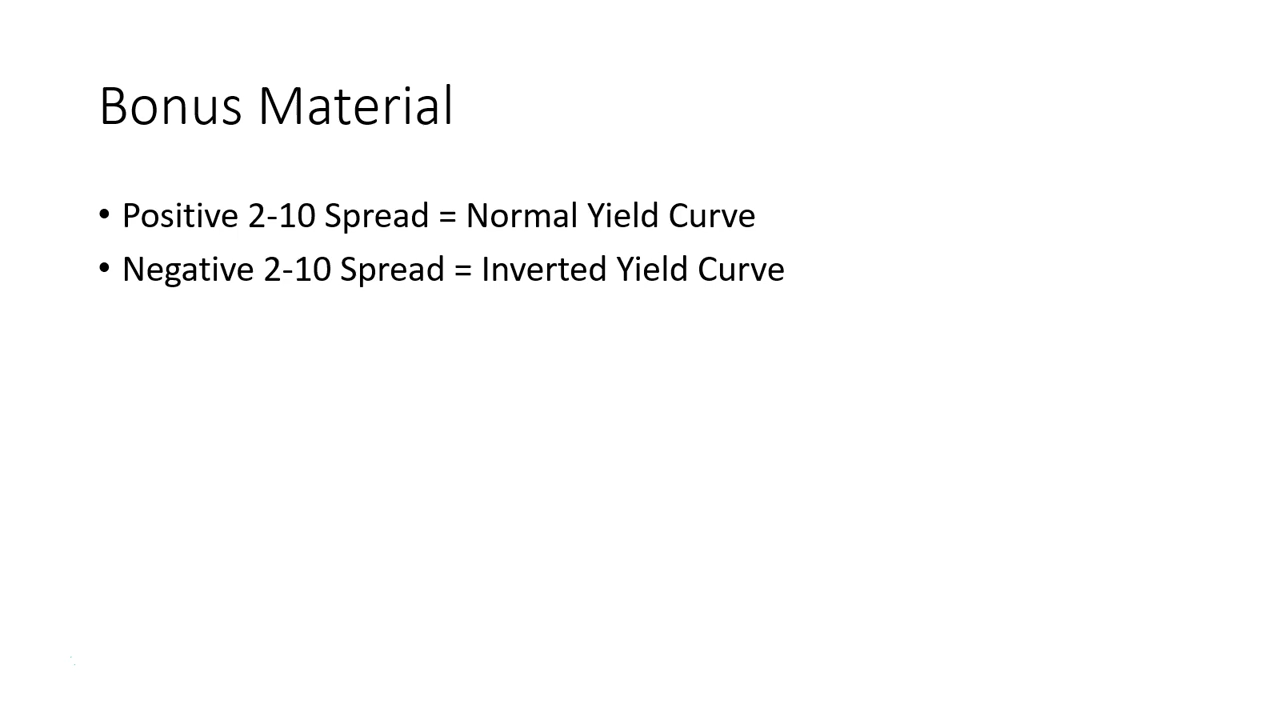 Bonus Material
• Positive 2-10 Spread = Normal Yield Curve
• Negative 2-10 Spread = Inverted Yield Curve